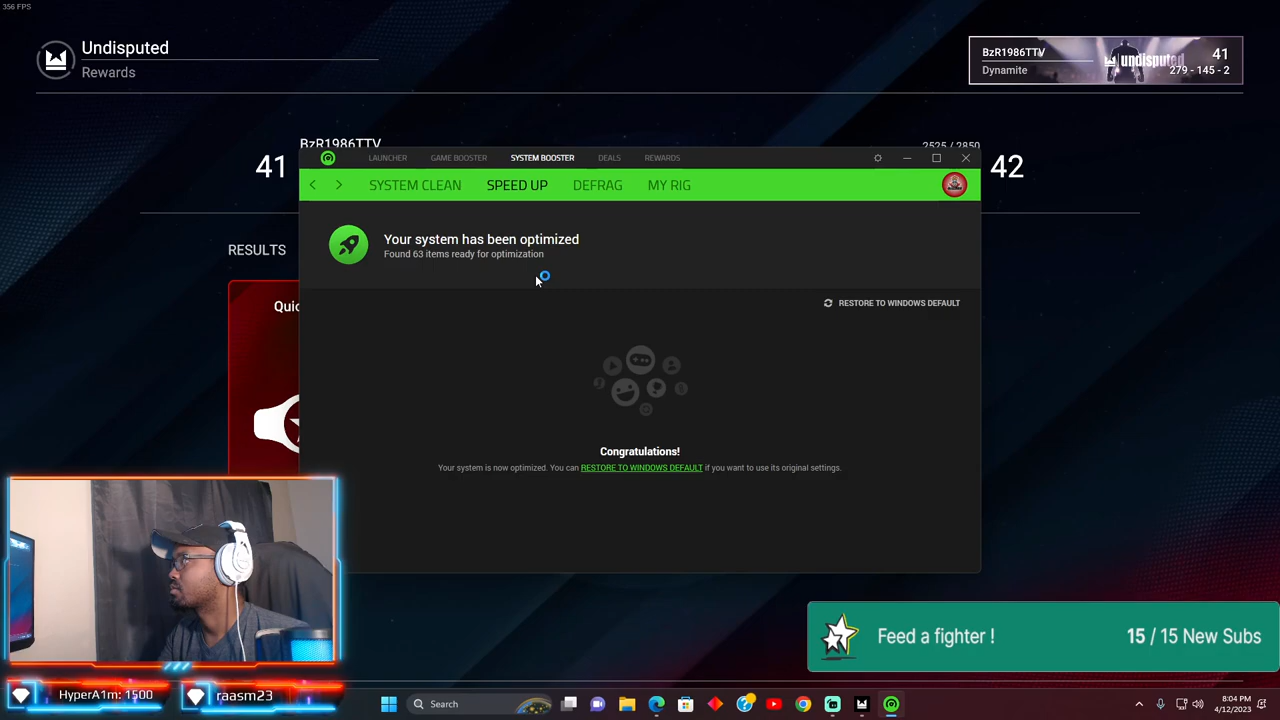 356 FPS
Undisputed
Rewards
BzR1986TTV
Dynamite
undisputed
41
279 - 145 - 2
41
BzR1986TTV
2525 / 2850
42
LAUNCHER
GAME BOOSTER
SYSTEM BOOSTER
DEALS
REWARDS
SYSTEM CLEAN
SPEED UP
DEFRAG
MY RIG
RESULTS
Your system has been optimized
Found 63 items ready for optimization
RESTORE TO WINDOWS DEFAULT
Quic
Congratulations!
Your system is now optimized. You can RESTORE TO WINDOWS DEFAULT if you want to use its original settings.
Feed a fighter !
15 / 15 New Subs
HyperA1m: 1500
raasm23
Search
8:04 PM
4/12/2023